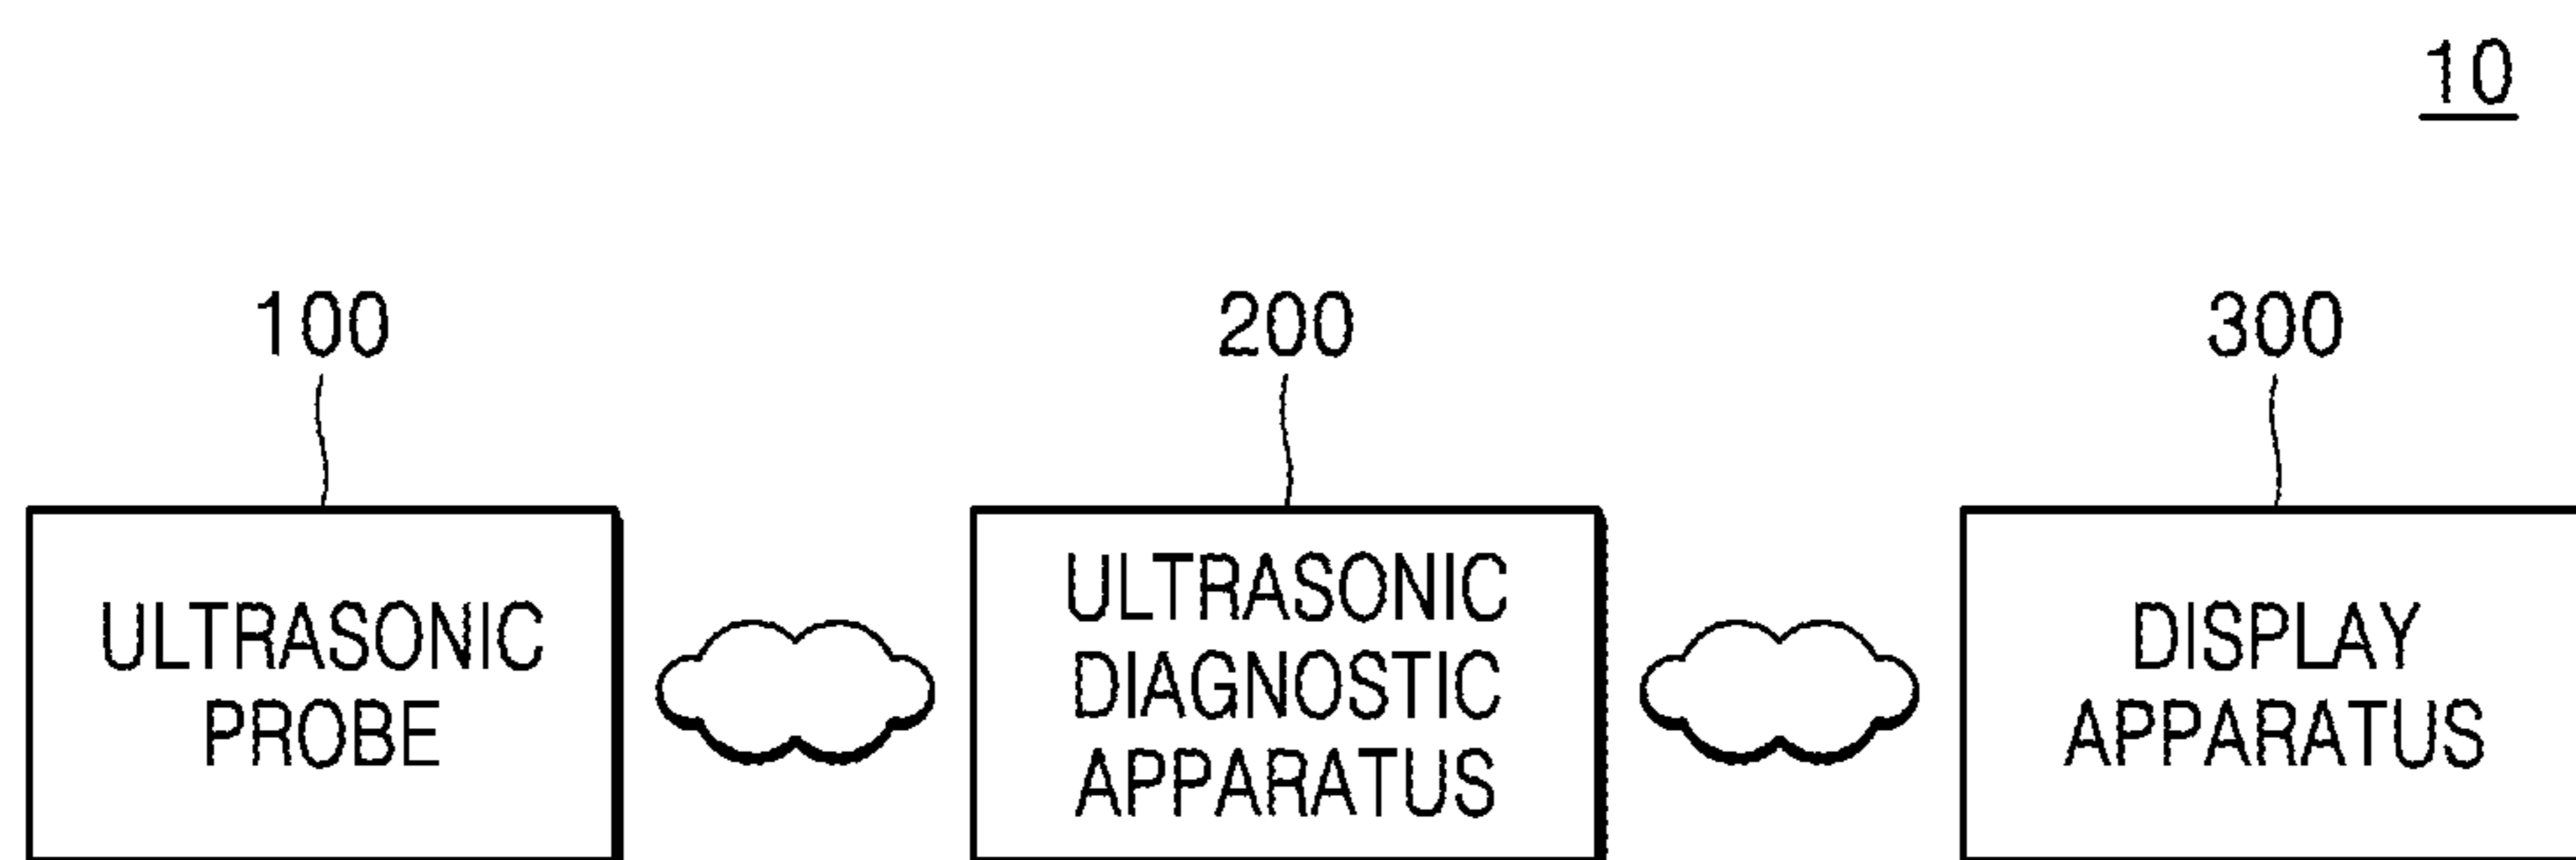 10
100
200
300
ULTRASONIC
PROBE
ULTRASONIC
DIAGNOSTIC
APPARATUS
DISPLAY
APPARATUS